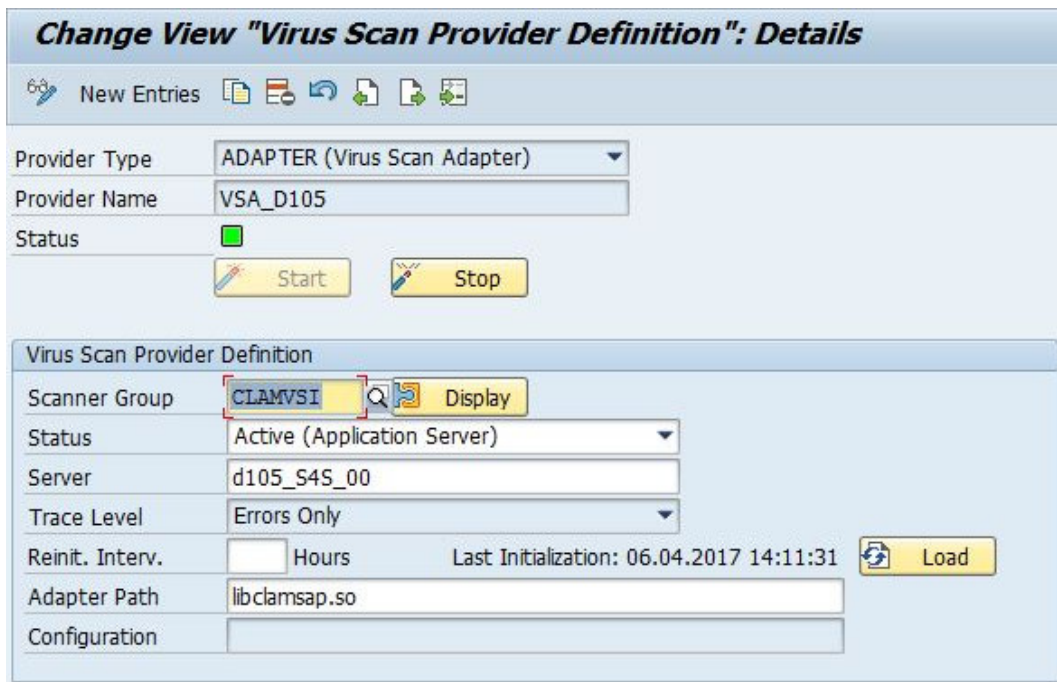 Change View "Virus Scan Provider Definition": Details
New Entries
Provider Type ADAPTER (Virus Scan Adapter)
Provider Name VSA_D105
Status
Start Stop
Virus Scan Provider Definition
Scanner Group CLAMVSI Display
Status Active (Application Server)
Server d105_S4S_00
Trace Level Errors Only
Reinit. Interv. Hours Last Initialization: 06.04.2017 14:11:31 Load
Adapter Path libclamsap.so
Configuration